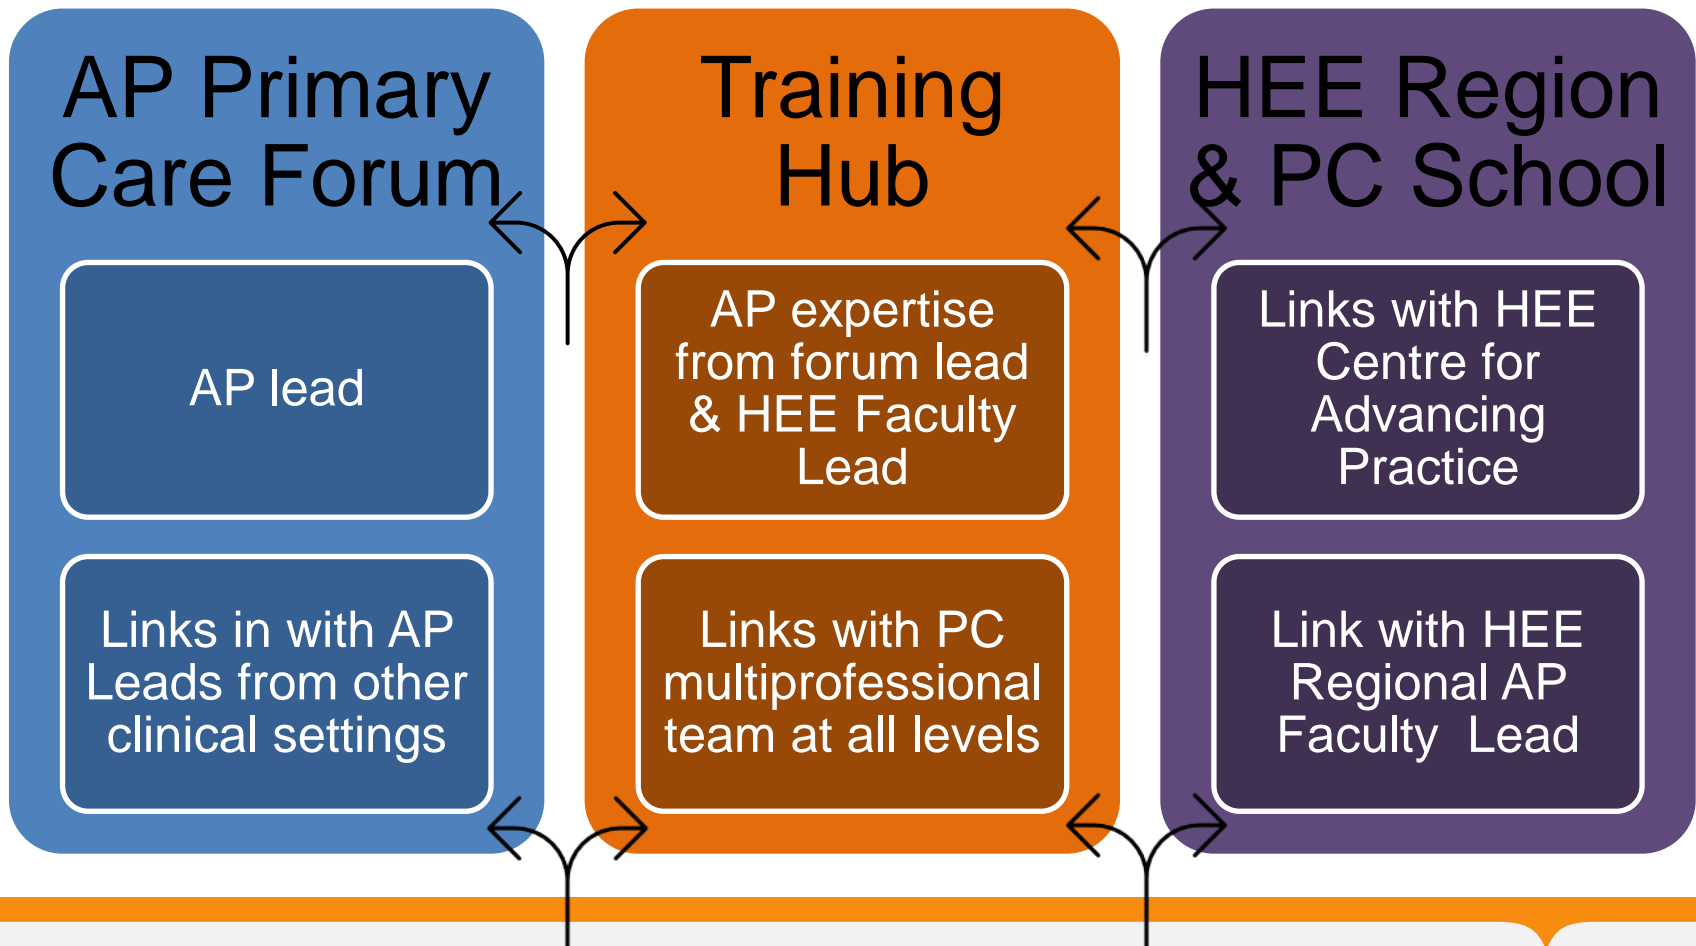 AP Primary
Care Forum
AP lead
Links in with AP
Leads from other
clinical settings
Training
Hub
AP expertise
from forum lead
& HEE Faculty
Lead
Links with PC
multiprofessional
team at all levels
HEE Region
& PC School
Links with HEE
Centre for
Advancing
Practice
Link with HEE
Regional AP
Faculty  Lead